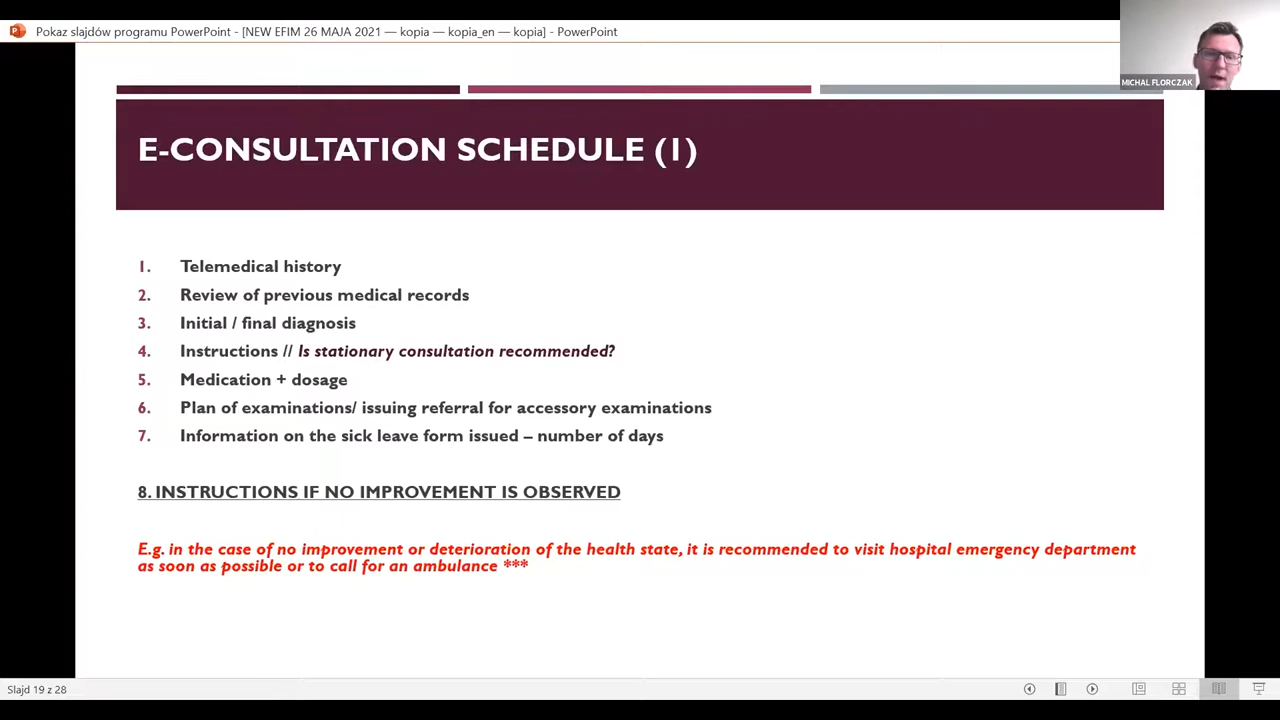 Pokaz slajdów programu PowerPoint - [NEW EFIM 26 MAJA 2021 — kopia — kopia_en — kopia] - PowerPoint
MICHAL FLORCZAK
E-CONSULTATION SCHEDULE (1)
1. Telemedical history
2. Review of previous medical records
3. Initial / final diagnosis
4. Instructions // Is stationary consultation recommended?
5. Medication + dosage
6. Plan of examinations/ issuing referral for accessory examinations
7. Information on the sick leave form issued – number of days
8. INSTRUCTIONS IF NO IMPROVEMENT IS OBSERVED
E.g. in the case of no improvement or deterioration of the health state, it is recommended to visit hospital emergency department
as soon as possible or to call for an ambulance ***
Slajd 19 z 28